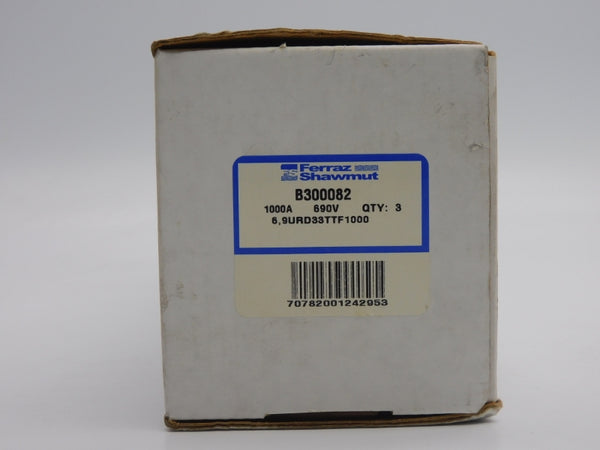 Ferraz
Shawmut
B300082
1000A 690V QTY: 3
6,9URD33TTF1000
70782001242953